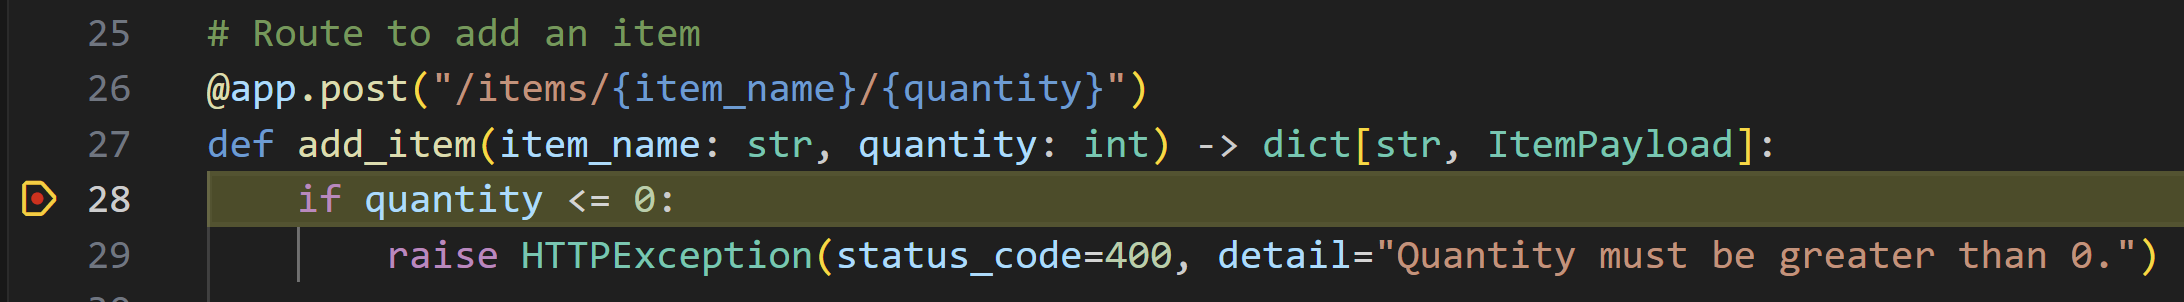 25 # Route to add an item
26 @app.post("/items/{item_name}/{quantity}")
27 def add_item(item_name: str, quantity: int) -> dict[str, ItemPayload]:
28     if quantity <= 0:
29         raise HTTPException(status_code=400, detail="Quantity must be greater than 0.")